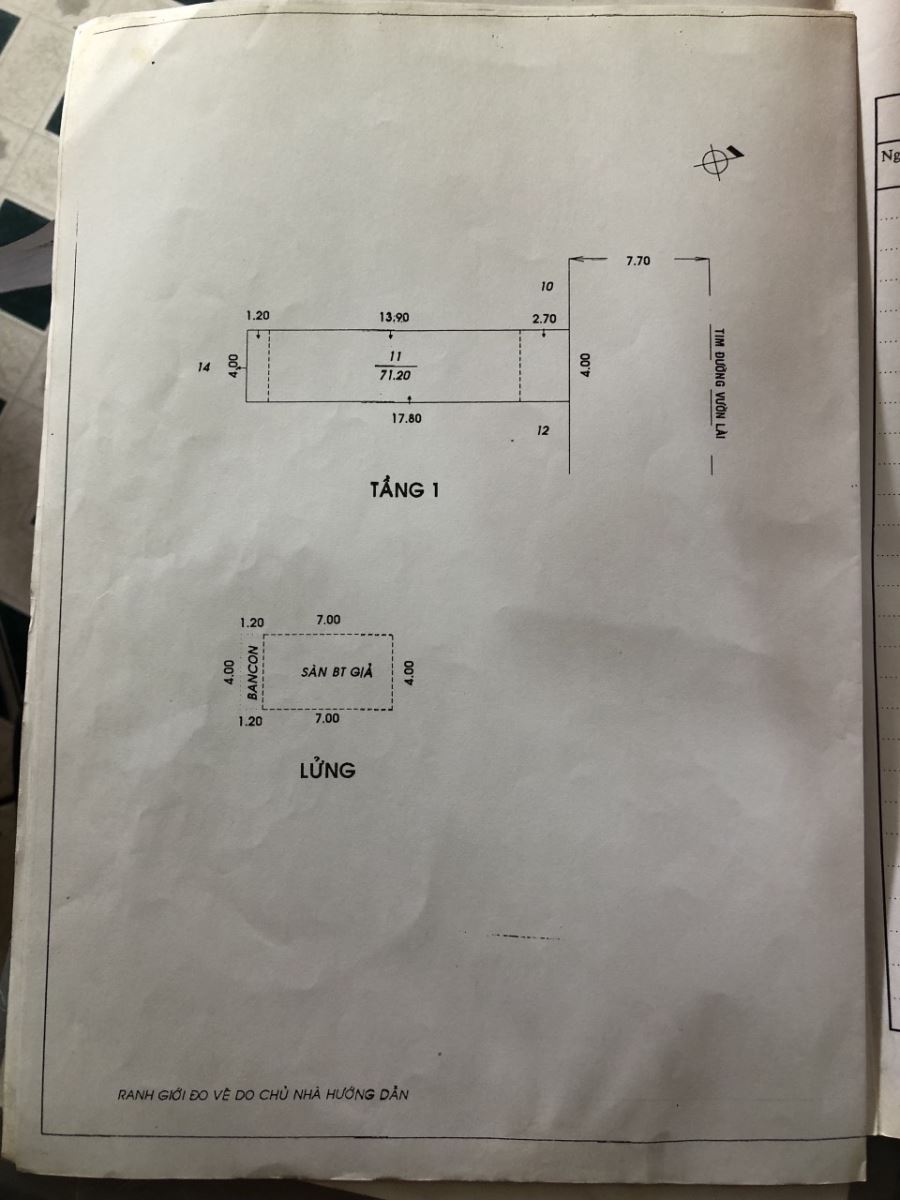 Ng
7.70
10
1.20 13.90 2.70
14
4.00
11
71.20
4.00
TIM ĐƯỜNG VƯỜN LÀI
17.80
12
TẦNG 1
1.20 7.00
4.00
BANCON
SÀN BT GIẢ
4.00
1.20 7.00
LỬNG
RANH GIỚI ĐO VẼ DO CHỦ NHÀ HƯỚNG DẪN